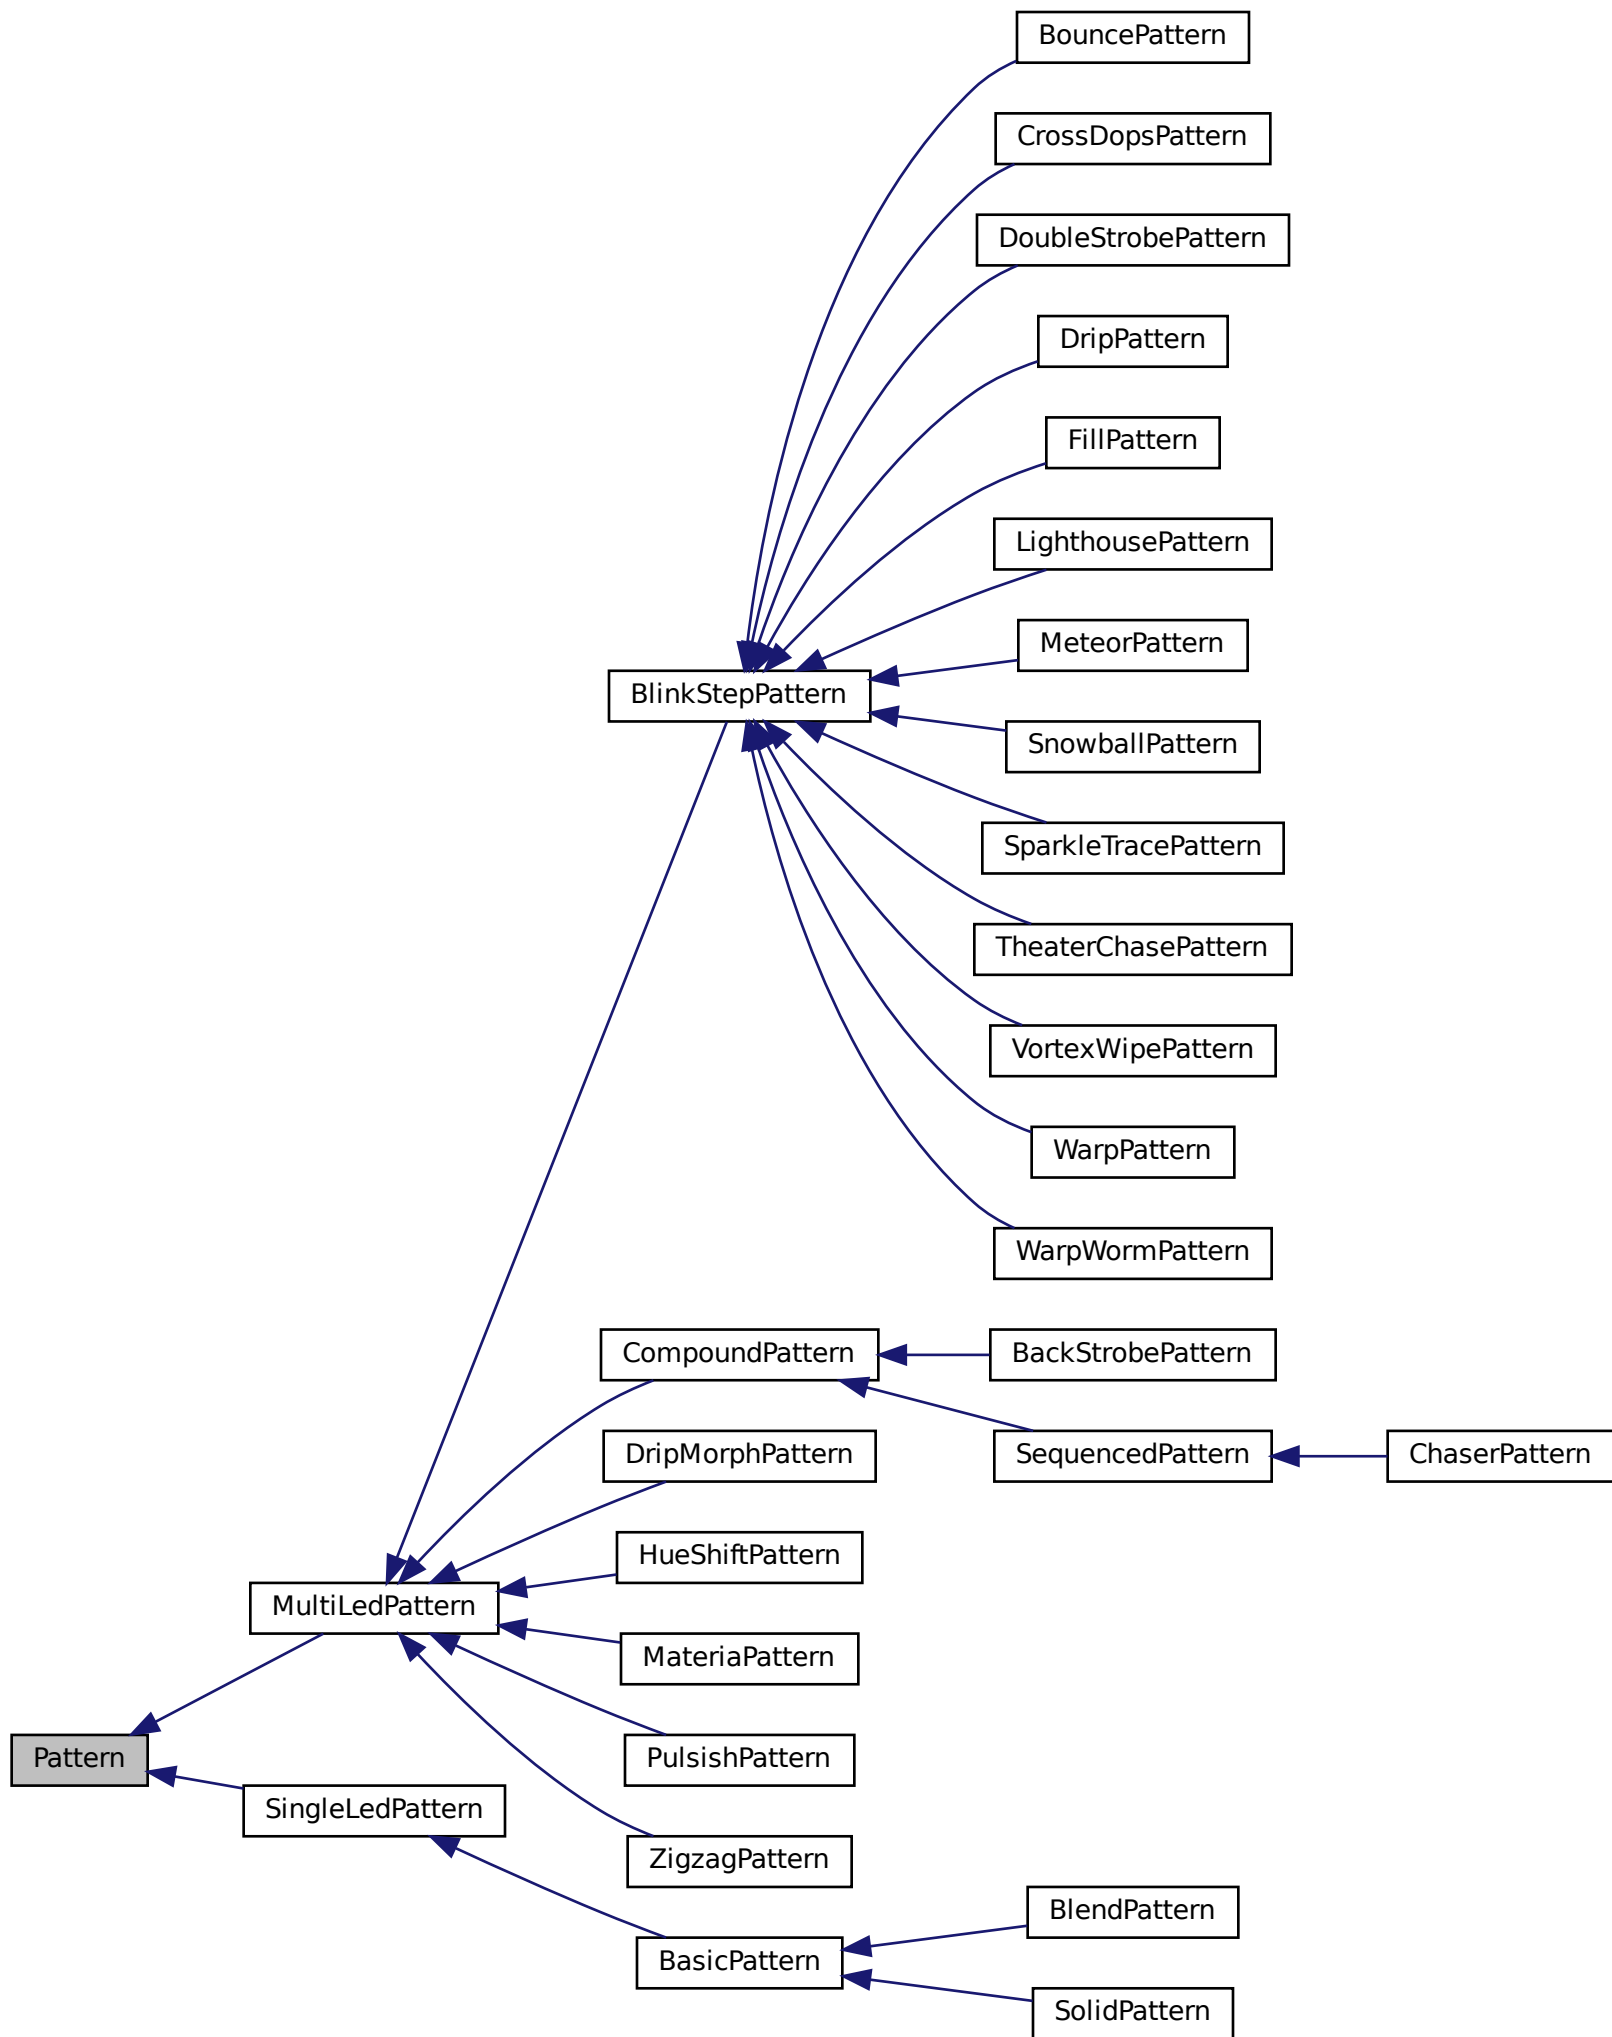 BouncePattern
CrossDopsPattern
DoubleStrobePattern
DripPattern
FillPattern
LighthousePattern
MeteorPattern
BlinkStepPattern
SnowballPattern
SparkleTracePattern
TheaterChasePattern
VortexWipePattern
WarpPattern
WarpWormPattern
CompoundPattern
BackStrobePattern
DripMorphPattern
SequencedPattern
ChaserPattern
HueShiftPattern
MultiLedPattern
MateriaPattern
Pattern
PulsishPattern
SingleLedPattern
ZigzagPattern
BlendPattern
BasicPattern
SolidPattern